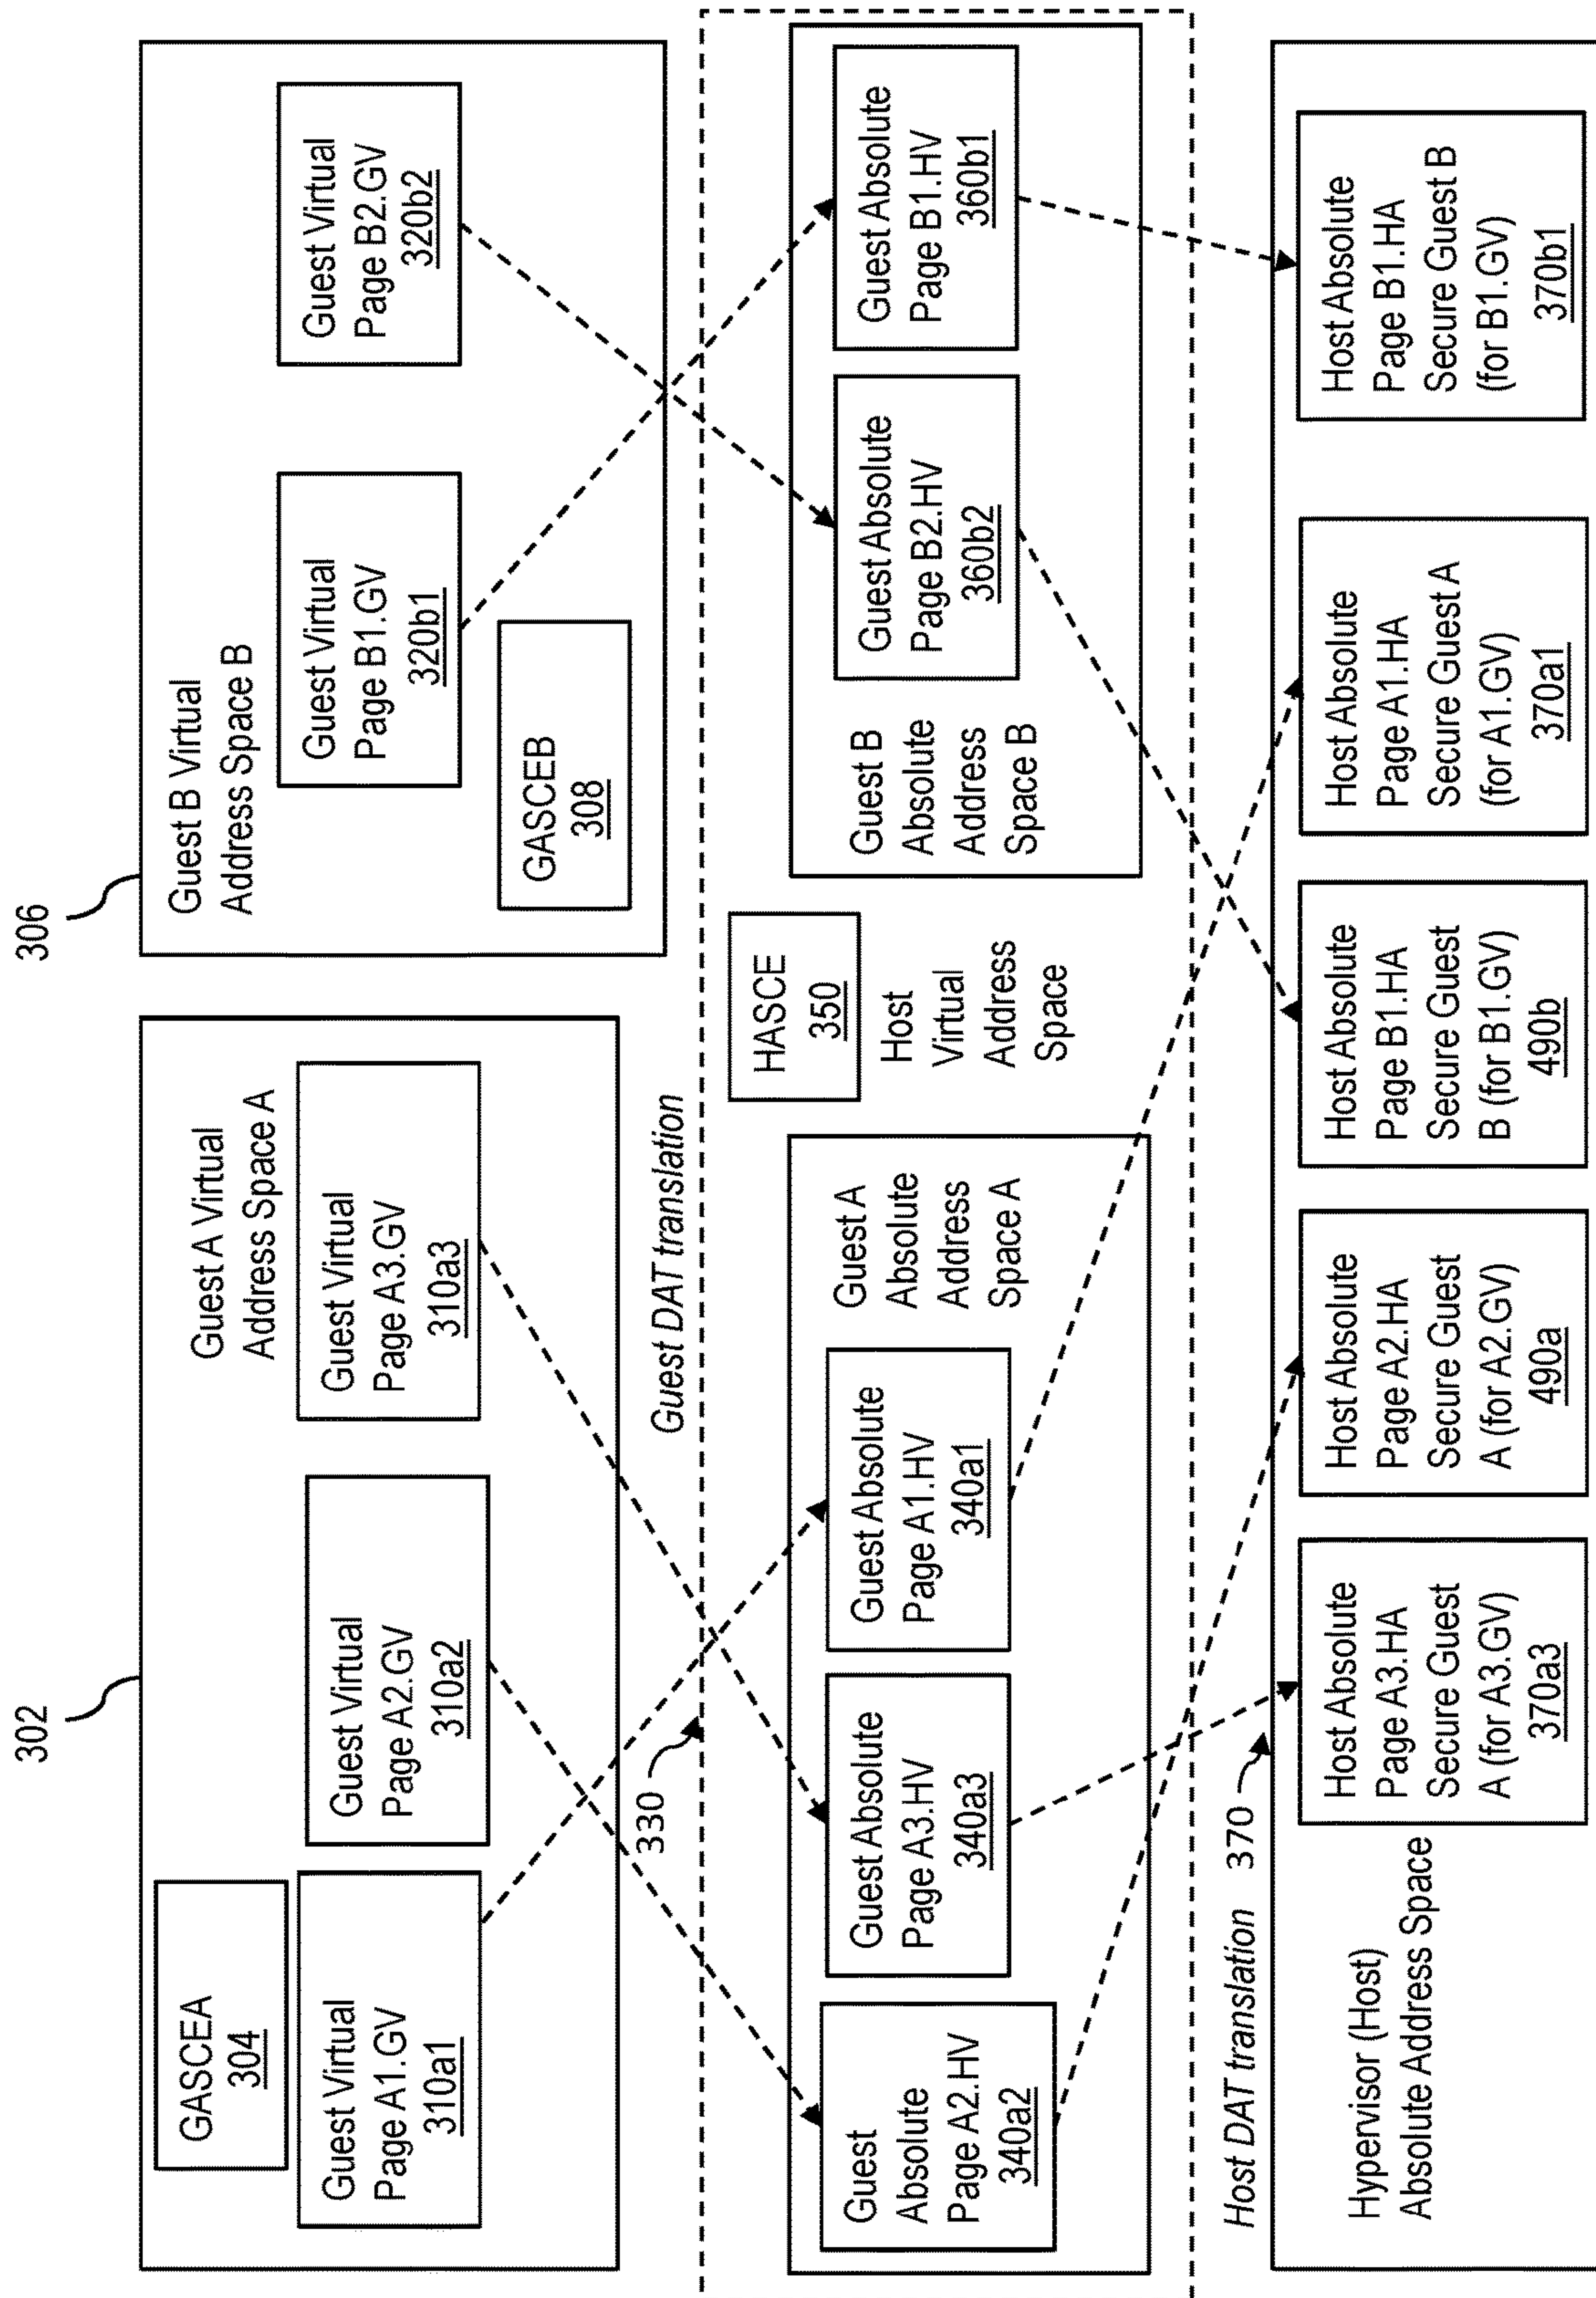 302
306
GASCEA
304
Guest Virtual
Page A1.GV
310a1
Guest Virtual
Page A2.GV
310a2
Guest A Virtual
Address Space A
Guest Virtual
Page A3.GV
310a3
Guest B Virtual
Address Space B
Guest Virtual
Page B1.GV
320b1
Guest Virtual
Page B2.GV
320b2
GASCEB
308
330
Guest DAT translation
HASCE
350
Host
Virtual
Address
Space
Guest
Absolute
Page A2.HV
340a2
Guest Absolute
Page A3.HV
340a3
Guest Absolute
Page A1.HV
340a1
Guest A
Absolute
Address
Space A
Guest B
Absolute
Address
Space B
Guest Absolute
Page B2.HV
360b2
Guest Absolute
Page B1.HV
360b1
Host DAT translation 370
Hypervisor (Host)
Absolute Address Space
Host Absolute
Page A3.HA
Secure Guest
A (for A3.GV)
370a3
Host Absolute
Page A2.HA
Secure Guest
A (for A2.GV)
490a
Host Absolute
Page B1.HA
Secure Guest
B (for B1.GV)
490b
Host Absolute
Page A1.HA
Secure Guest A
(for A1.GV)
370a1
Host Absolute
Page B1.HA
Secure Guest B
(for B1.GV)
370b1